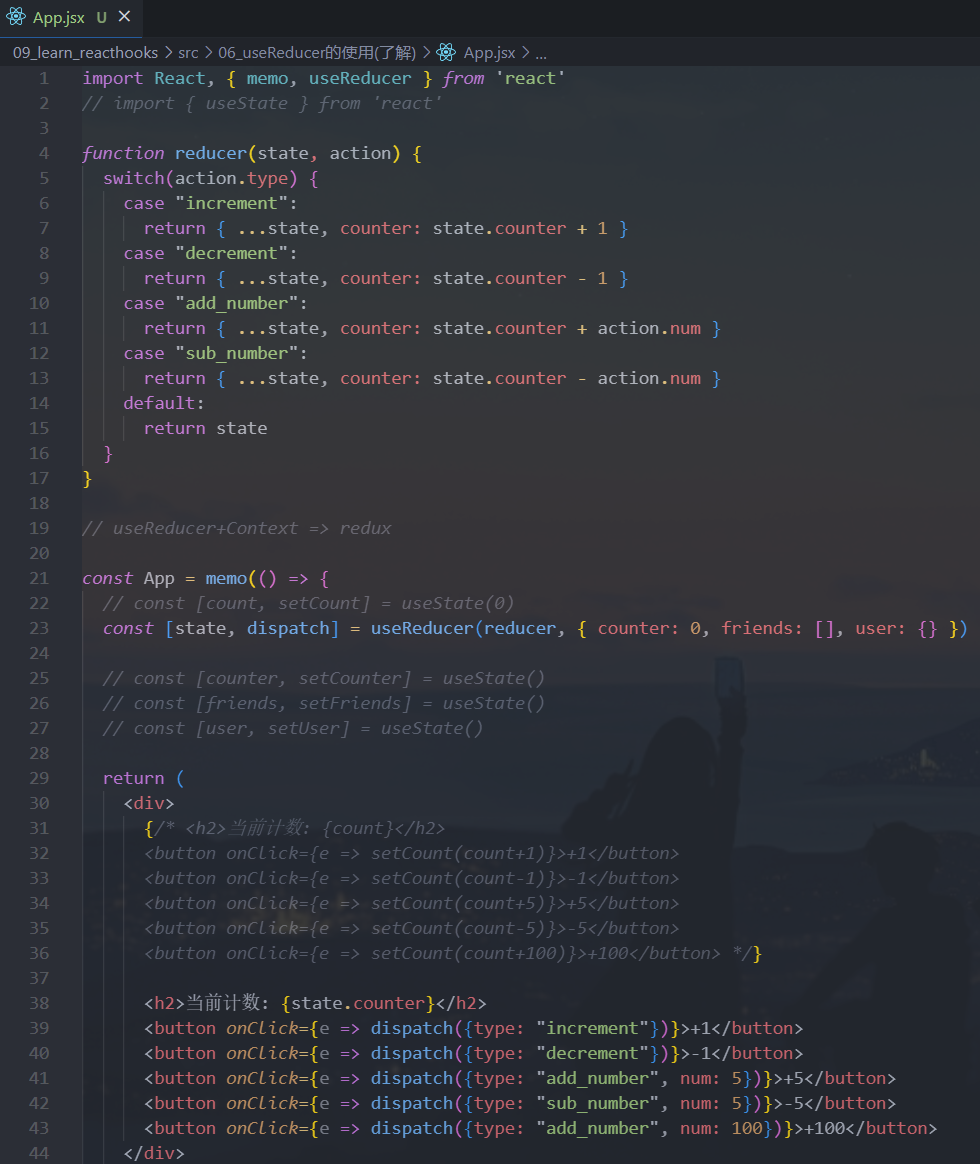 App.jsx U ×
09_learn_reacthooks > src > 06_useReducer的使用(了解) > App.jsx > ...
1 import React, { memo, useReducer } from 'react'
2 // import { useState } from 'react'
3
4 function reducer(state, action) {
5   switch(action.type) {
6     case "increment":
7       return { ...state, counter: state.counter + 1 }
8     case "decrement":
9       return { ...state, counter: state.counter - 1 }
10     case "add_number":
11       return { ...state, counter: state.counter + action.num }
12     case "sub_number":
13       return { ...state, counter: state.counter - action.num }
14     default:
15       return state
16   }
17 }
18
19 // useReducer+Context => redux
20
21 const App = memo(() => {
22   // const [count, setCount] = useState(0)
23   const [state, dispatch] = useReducer(reducer, { counter: 0, friends: [], user: {} })
24
25   // const [counter, setCounter] = useState()
26   // const [friends, setFriends] = useState()
27   // const [user, setUser] = useState()
28
29   return (
30     <div>
31       {/* <h2>当前计数: {count}</h2>
32       <button onClick={e => setCount(count+1)}>+1</button>
33       <button onClick={e => setCount(count-1)}>-1</button>
34       <button onClick={e => setCount(count+5)}>+5</button>
35       <button onClick={e => setCount(count-5)}>-5</button>
36       <button onClick={e => setCount(count+100)}>+100</button> */}
37
38       <h2>当前计数: {state.counter}</h2>
39       <button onClick={e => dispatch({type: "increment"})}>+1</button>
40       <button onClick={e => dispatch({type: "decrement"})}>-1</button>
41       <button onClick={e => dispatch({type: "add_number", num: 5})}>+5</button>
42       <button onClick={e => dispatch({type: "sub_number", num: 5})}>-5</button>
43       <button onClick={e => dispatch({type: "add_number", num: 100})}>+100</button>
44     </div>